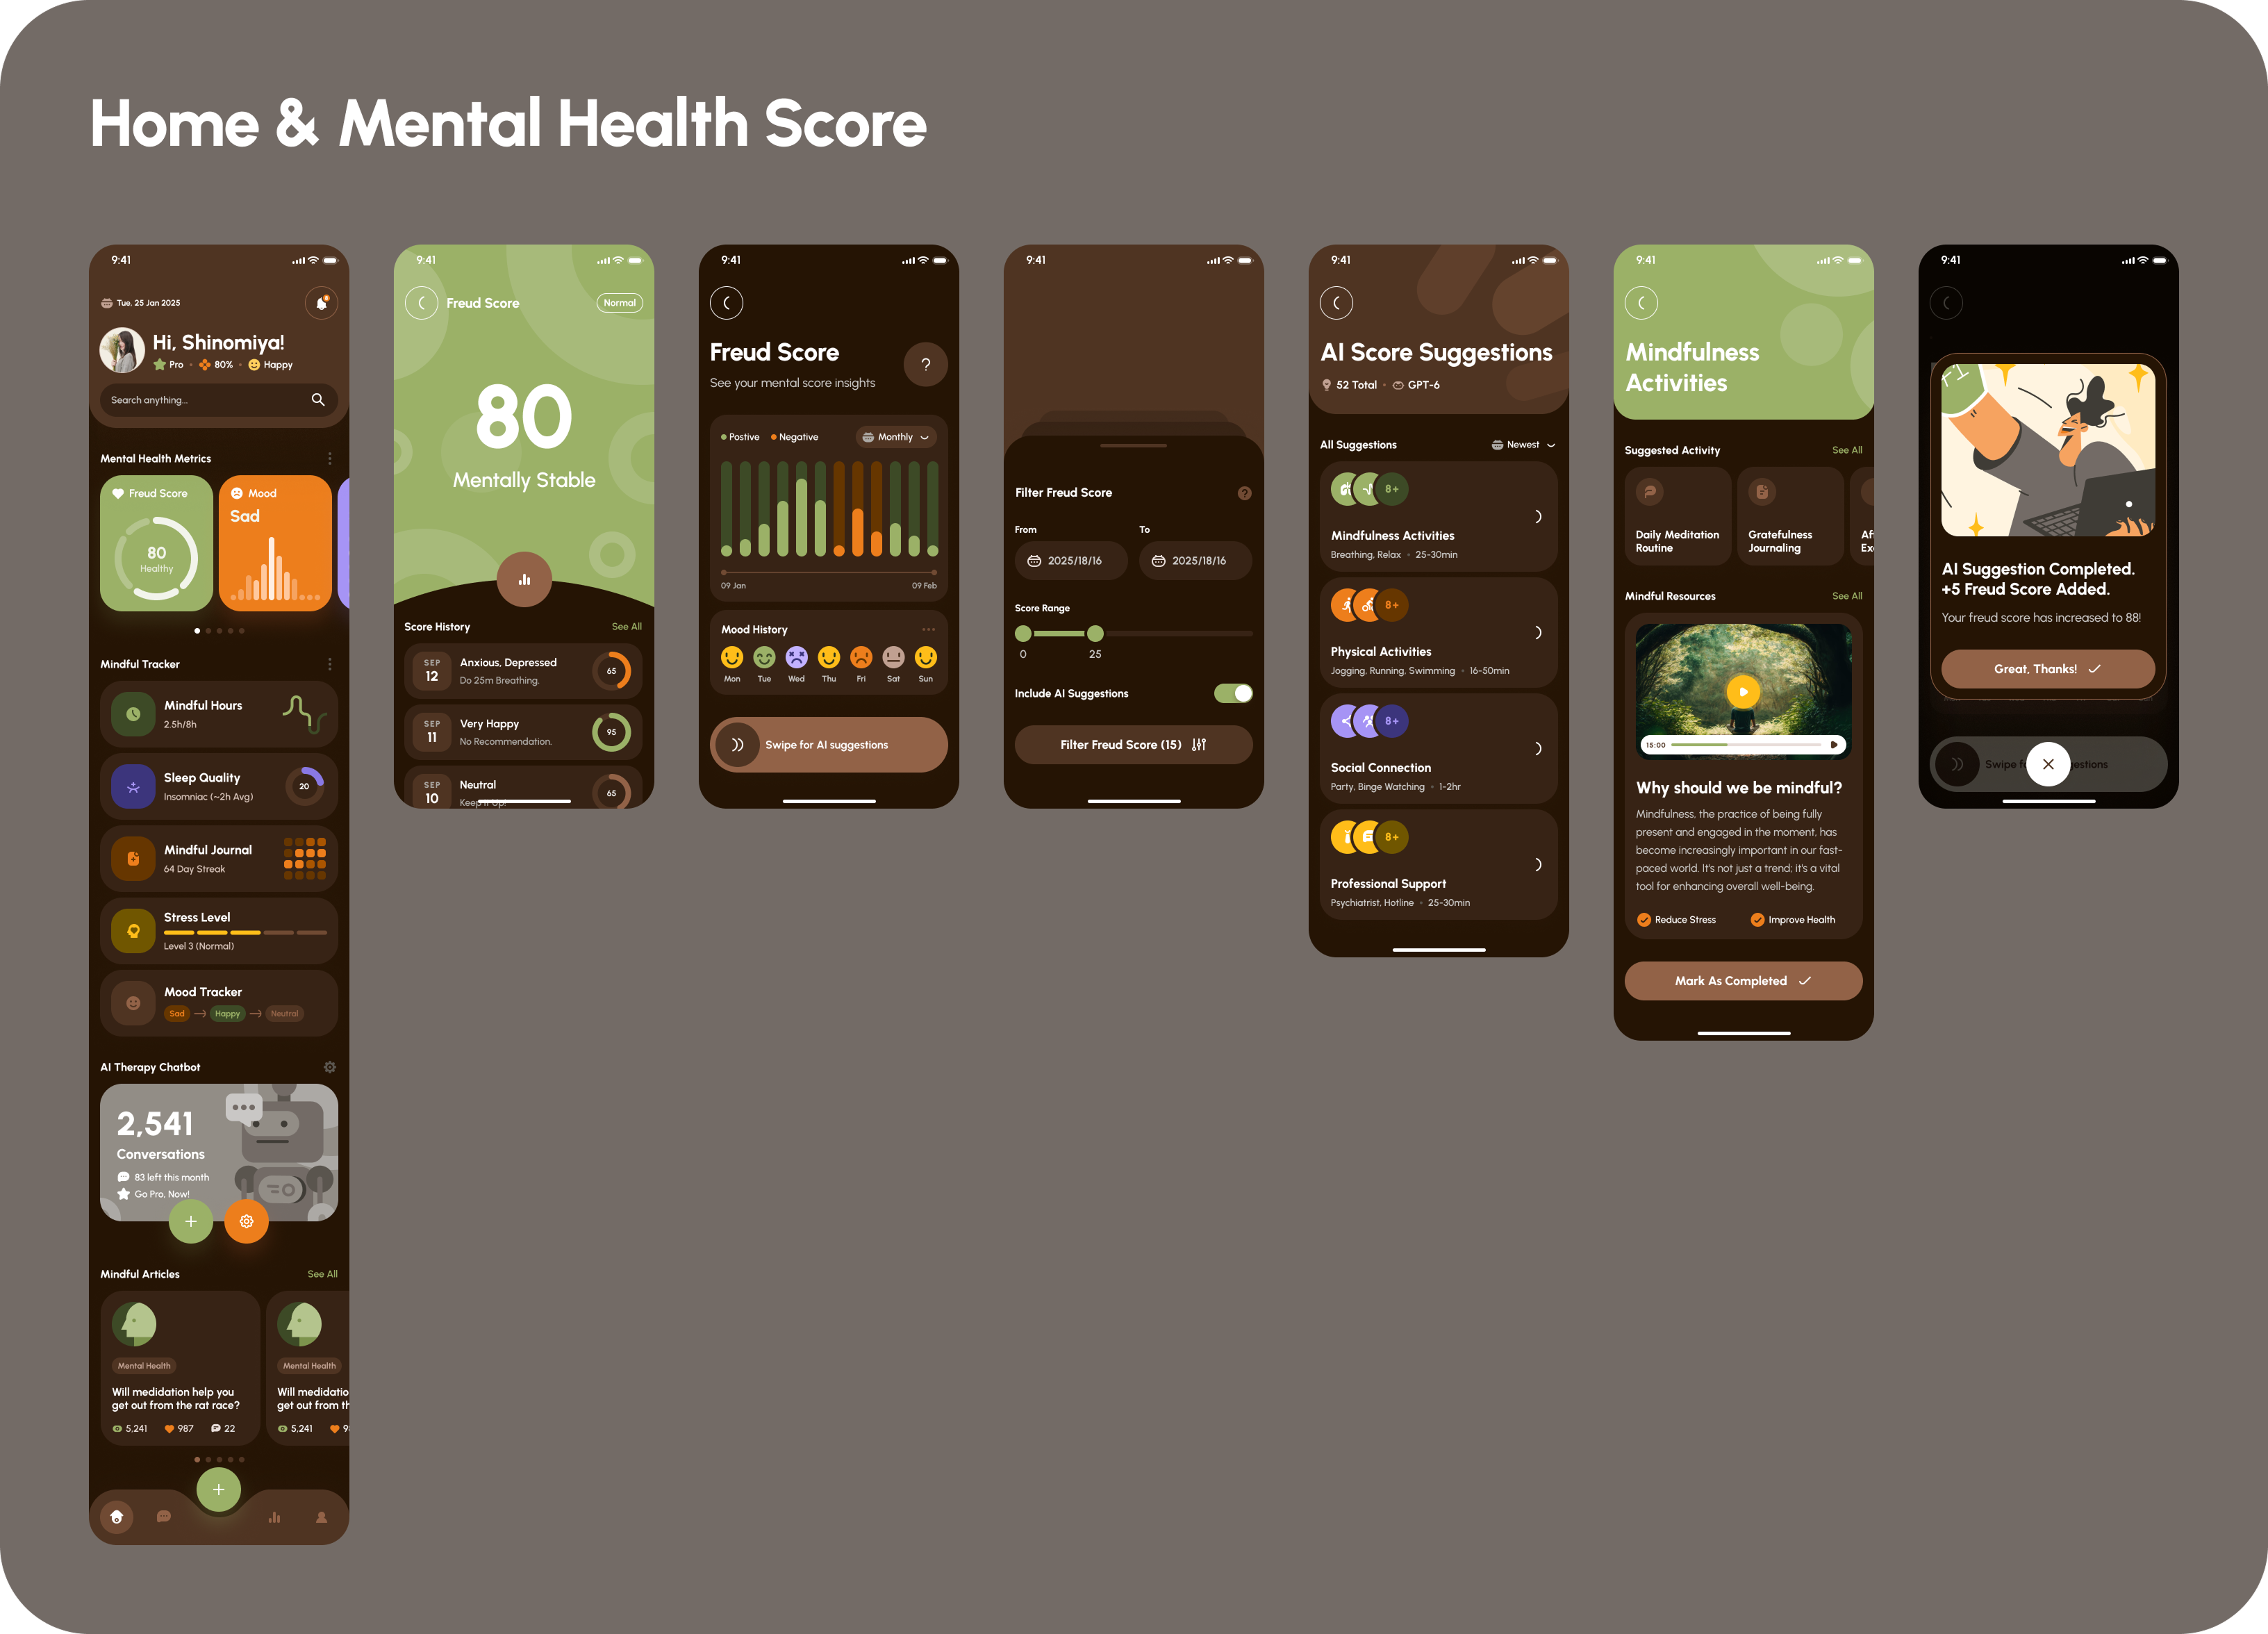 Home & Mental Health Score
9:41
Tue, 25 Jan 2025
8
Hi, Shinomiya!
Pro • 80% • Happy
Search anything...
Mental Health Metrics
Freud Score
80
Healthy
Mood
Sad
Mindful Tracker
Mindful Hours
2.5h/8h
Sleep Quality
Insomniac (~2h Avg)
20
Mindful Journal
64 Day Streak
Stress Level
Level 3 (Normal)
Mood Tracker
Sad
Happy
Neutral
AI Therapy Chatbot
2,541
Conversations
83 left this month
Go Pro, Now!
Mindful Articles
See All
Mental Health
Will medidation help you
get out from the rat race?
5,241
987
22
Mental Health
Will medidatio
get out from th
5,241
9
9:41
Freud Score
Normal
80
Mentally Stable
Score History
See All
SEP
12
Anxious, Depressed
Do 25m Breathing.
65
SEP
11
Very Happy
No Recommendation.
95
SEP
10
Neutral
Keep it Up!
65
9:41
Freud Score
See your mental score insights
?
Postive
Negative
Monthly
09 Jan
09 Feb
Mood History
Mon
Tue
Wed
Thu
Fri
Sat
Sun
Swipe for AI suggestions
9:41
Filter Freud Score
?
From
To
2025/18/16
2025/18/16
Score Range
0
25
Include AI Suggestions
Filter Freud Score (15)
9:41
AI Score Suggestions
52 Total • GPT-6
All Suggestions
Newest
8+
Mindfulness Activities
Breathing, Relax • 25-30min
8+
Physical Activities
Jogging, Running, Swimming • 16-50min
8+
Social Connection
Party, Binge Watching • 1-2hr
8+
Professional Support
Psychiatrist, Hotline • 25-30min
9:41
Mindfulness
Activities
Suggested Activity
See All
Daily Meditation
Routine
Gratefulness
Journaling
Af
Ex
Mindful Resources
See All
15:00
Why should we be mindful?
Mindfulness, the practice of being fully
present and engaged in the moment, has
become increasingly important in our fast-
paced world. It's not just a trend; it's a vital
tool for enhancing overall well-being.
Reduce Stress
Improve Health
Mark As Completed
9:41
+1
AI Suggestion Completed.
+5 Freud Score Added.
Your freud score has increased to 88!
Great, Thanks!
Swipe f
estions